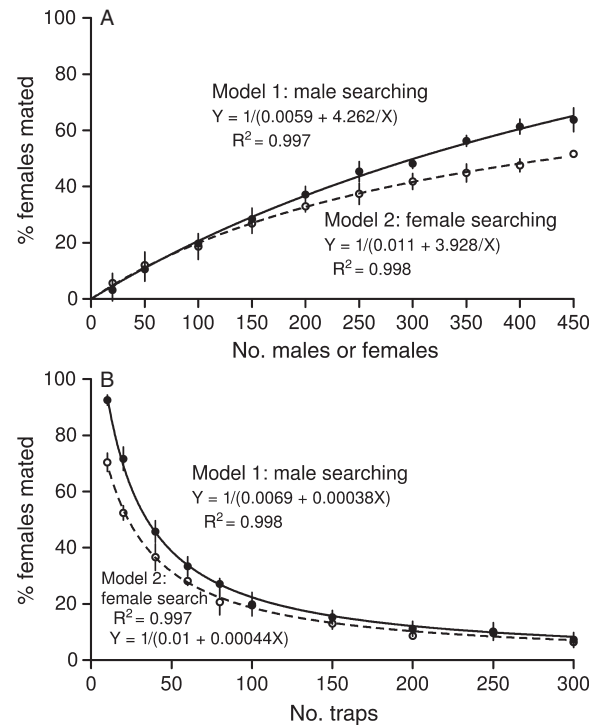 A
100
80
60
40
20
0
% females mated
Model 1: male searching
Y = 1/(0.0059 + 4.262/X)
R² = 0.997
Model 2: female searching
Y = 1/(0.011 + 3.928/X)
R² = 0.998
0 50 100 150 200 250 300 350 400 450
No. males or females
B
100
80
60
40
20
0
% females mated
Model 1: male searching
Y = 1/(0.0069 + 0.00038X)
R² = 0.998
Model 2:
female search
R² = 0.997
Y = 1/(0.01 + 0.00044X)
0 50 100 150 200 250 300
No. traps